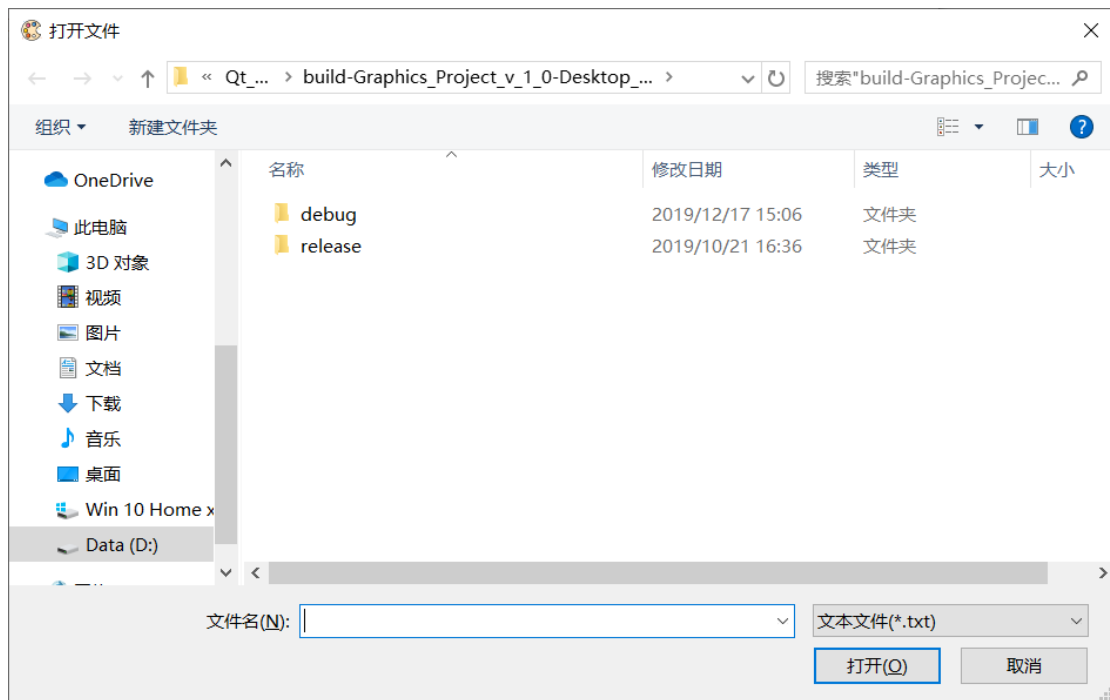 打开文件
« Qt_... > build-Graphics_Project_v_1_0-Desktop_... >
搜索"build-Graphics_Projec...
组织
新建文件夹
?
OneDrive
此电脑
3D 对象
视频
图片
文档
下载
音乐
桌面
Win 10 Home x
Data (D:)
名称 修改日期 类型 大小
debug 2019/12/17 15:06 文件夹
release 2019/10/21 16:36 文件夹
文件名(N):
文本文件(*.txt)
打开(O)
取消